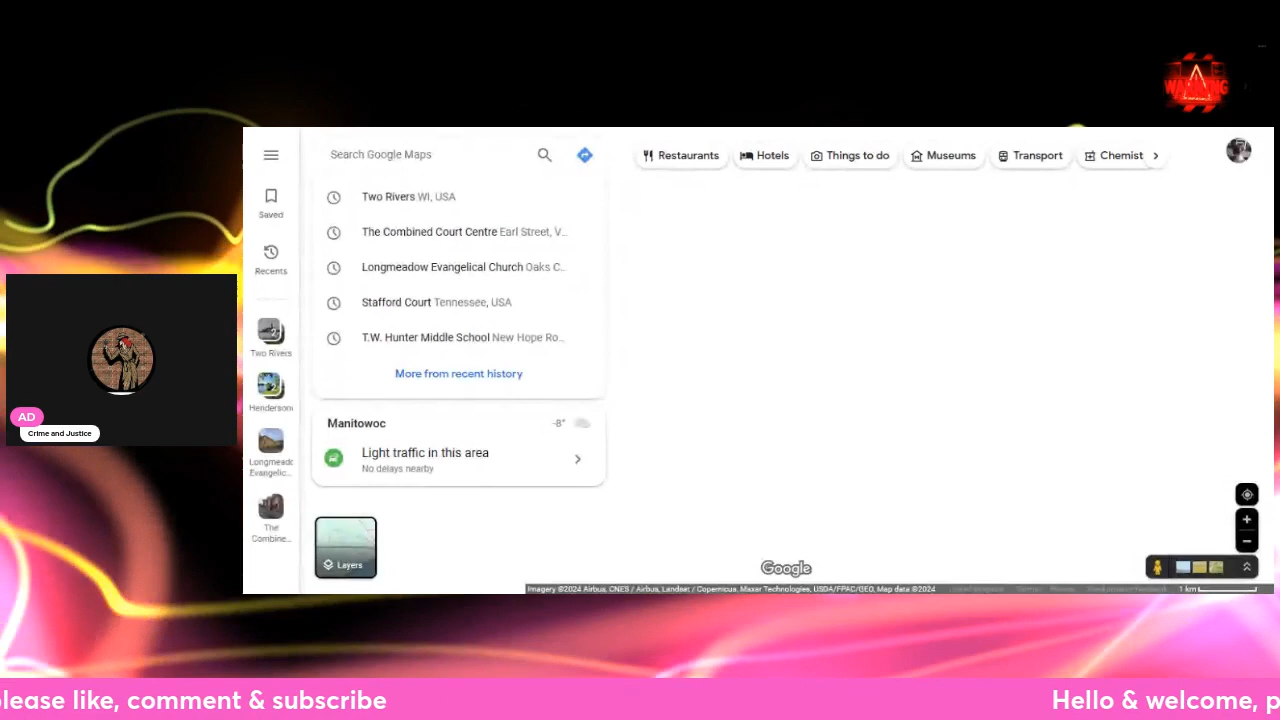 WARNING
Search Google Maps
Restaurants
Hotels
Things to do
Museums
Transport
Chemist
Saved
Recents
Two Rivers WI, USA
The Combined Court Centre Earl Street, V...
Longmeadow Evangelical Church Oaks C...
Stafford Court Tennessee, USA
T.W. Hunter Middle School New Hope Ro...
More from recent history
2
Two Rivers
Henderson
Longmeado
Evangelic...
The
Combine...
Manitowoc
-8°
Light traffic in this area
No delays nearby
Layers
Google
Imagery ©2024 Airbus, CNES / Airbus, Landsat / Copernicus, Maxar Technologies, USDA/FPAC/GEO, Map data ©2024
1 km
AD
Crime and Justice
please like, comment & subscribe
Hello & welcome, p